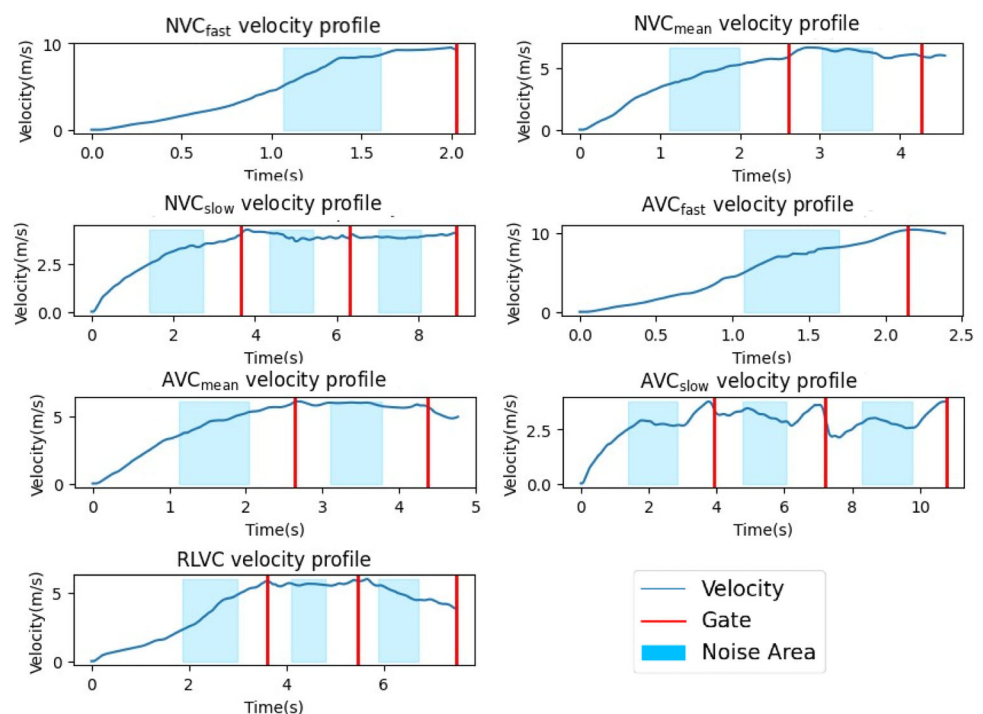 NVCfast velocity profile
Velocity(m/s)
10
0
0.0 0.5 1.0 1.5 2.0
Time(s)
NVCmean velocity profile
Velocity(m/s)
5
0
0 1 2 3 4
Time(s)
NVCslow velocity profile
Velocity(m/s)
2.5
0.0
0 2 4 6 8
Time(s)
AVCfast velocity profile
Velocity(m/s)
10
0
0.0 0.5 1.0 1.5 2.0 2.5
Time(s)
AVCmean velocity profile
Velocity(m/s)
5
0
0 1 2 3 4 5
Time(s)
AVCslow velocity profile
Velocity(m/s)
2.5
0.0
0 2 4 6 8 10
Time(s)
RLVC velocity profile
Velocity(m/s)
5
0
0 2 4 6
Time(s)
Velocity
Gate
Noise Area